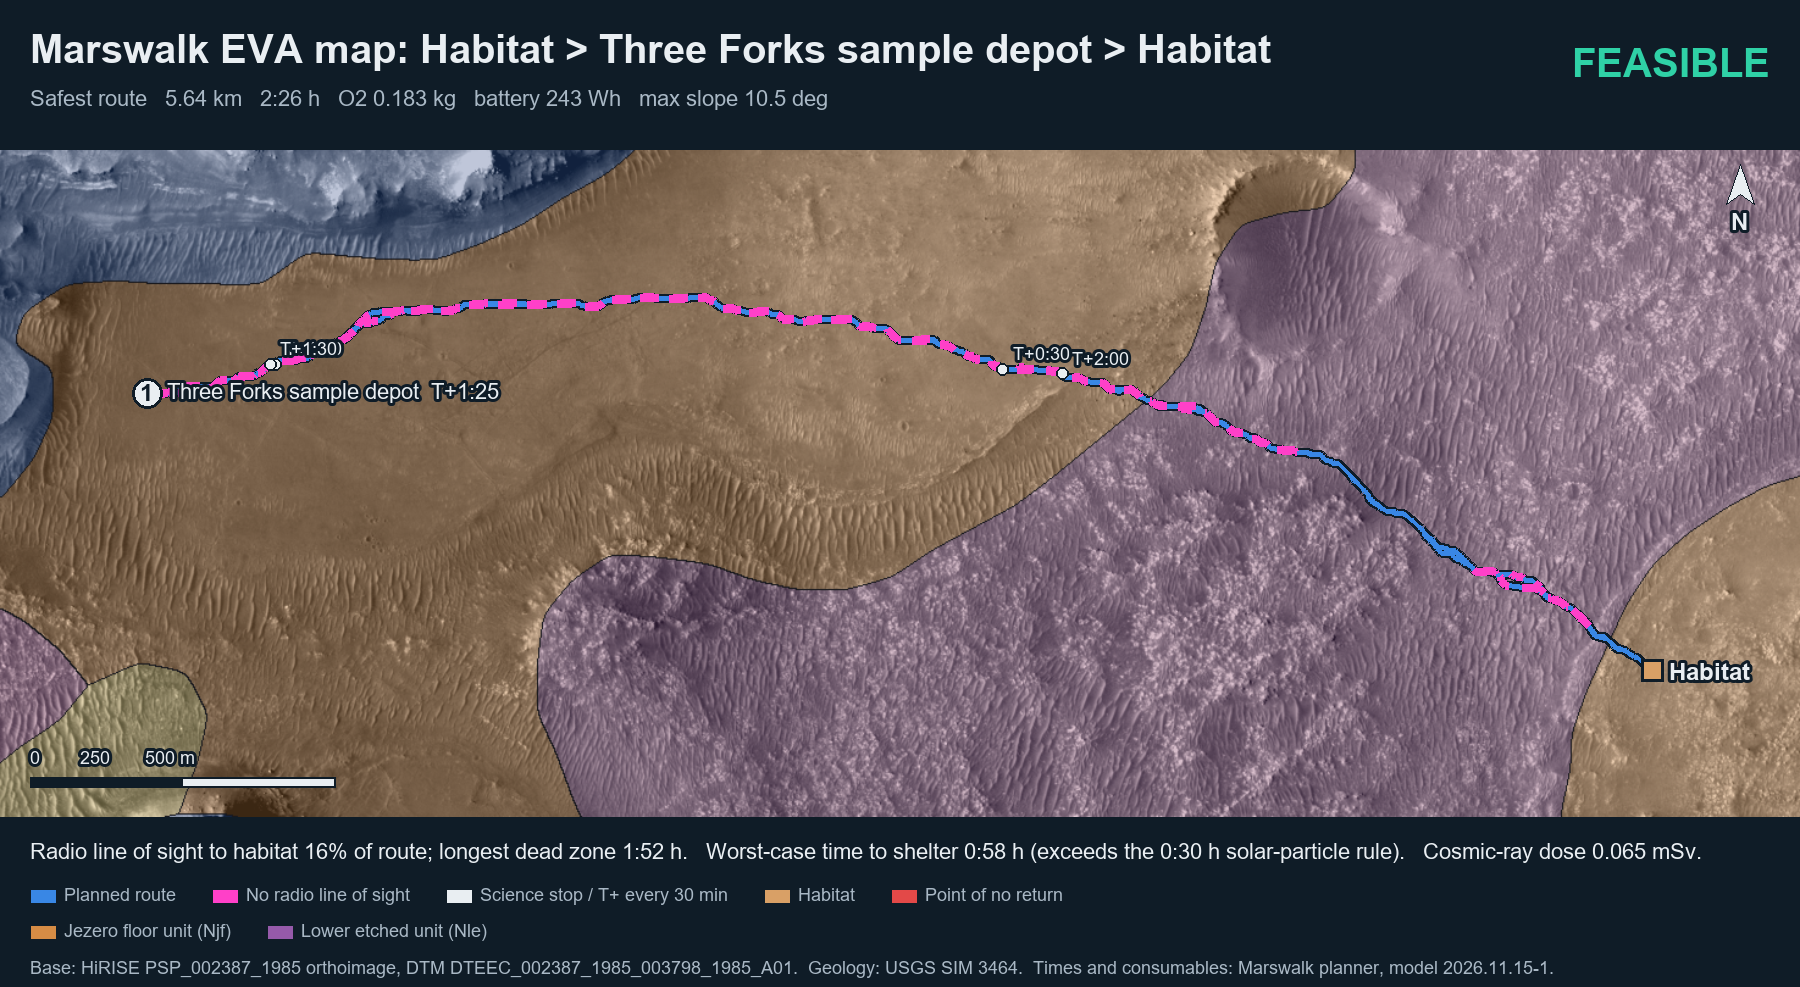 Marswalk EVA map: Habitat > Three Forks sample depot > Habitat
FEASIBLE
Safest route 5.64 km 2:26 h O2 0.183 kg battery 243 Wh max slope 10.5 deg
N
T+1:30
T+0:30
T+2:00
1
Three Forks sample depot T+1:25
Habitat
0 250 500 m
Radio line of sight to habitat 16% of route; longest dead zone 1:52 h. Worst-case time to shelter 0:58 h (exceeds the 0:30 h solar-particle rule). Cosmic-ray dose 0.065 mSv.
Planned route No radio line of sight Science stop / T+ every 30 min Habitat Point of no return
Jezero floor unit (Njf) Lower etched unit (Nle)
Base: HiRISE PSP_002387_1985 orthoimage, DTM DTEEC_002387_1985_003798_1985_A01. Geology: USGS SIM 3464. Times and consumables: Marswalk planner, model 2026.11.15-1.